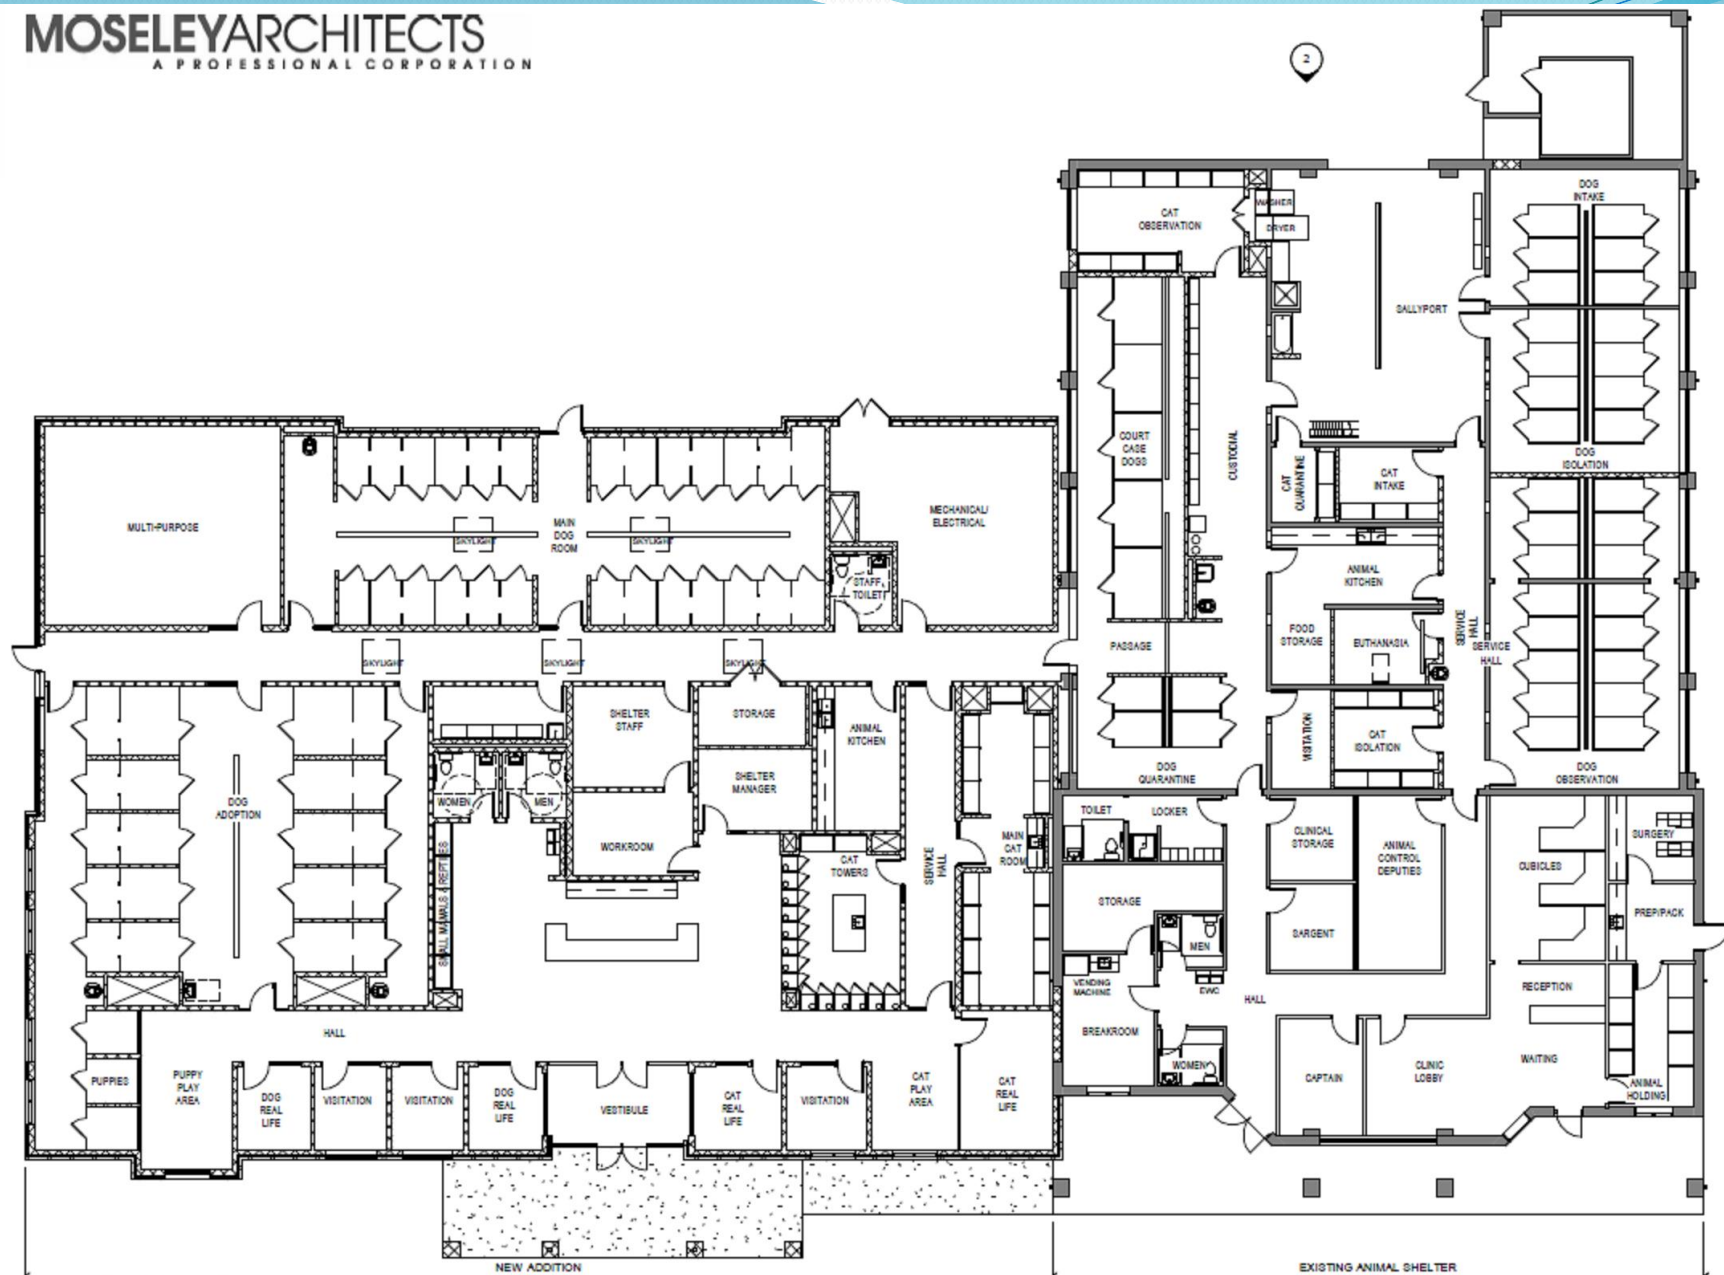 MOSELEYARCHITECTS
A PROFESSIONAL CORPORATION
2
DOG
INTAKE
CAT
OBSERVATION
WASHER
DRYER
SALLYPORT
COURT
CASE
DOGS
CUSTODIAL
CAT
QUARANTINE
CAT
INTAKE
DOG
ISOLATION
MULTI-PURPOSE
MAIN
DOG
ROOM
SKYLIGHT
SKYLIGHT
MECHANICAL/
ELECTRICAL
STAFF
TOILET
ANIMAL
KITCHEN
FOOD
STORAGE
EUTHANASIA
SERVICE
HALL
SERVICE
HALL
PASSAGE
SKYLIGHT
SKYLIGHT
SKYLIGHT
SHELTER
STAFF
STORAGE
ANIMAL
KITCHEN
VISITATION
CAT
ISOLATION
DOG
QUARANTINE
DOG
OBSERVATION
DOG
ADOPTION
WOMEN
MEN
SHELTER
MANAGER
WORKROOM
SMALL MAMALS & REPTILES
CAT
TOWERS
SERVICE
HALL
MAIN
CAT
ROOM
TOILET
LOCKER
CLINICAL
STORAGE
ANIMAL
CONTROL
DEPUTIES
CUBICLES
SURGERY
STORAGE
SARGENT
PREP/PACK
MEN
VENDING
MACHINE
EWC
HALL
RECEPTION
BREAKROOM
WOMEN
CAPTAIN
CLINIC
LOBBY
WAITING
ANIMAL
HOLDING
HALL
PUPPIES
PUPPY
PLAY
AREA
DOG
REAL
LIFE
VISITATION
VISITATION
DOG
REAL
LIFE
VESTIBULE
CAT
REAL
LIFE
VISITATION
CAT
PLAY
AREA
CAT
REAL
LIFE
NEW ADDITION
EXISTING ANIMAL SHELTER